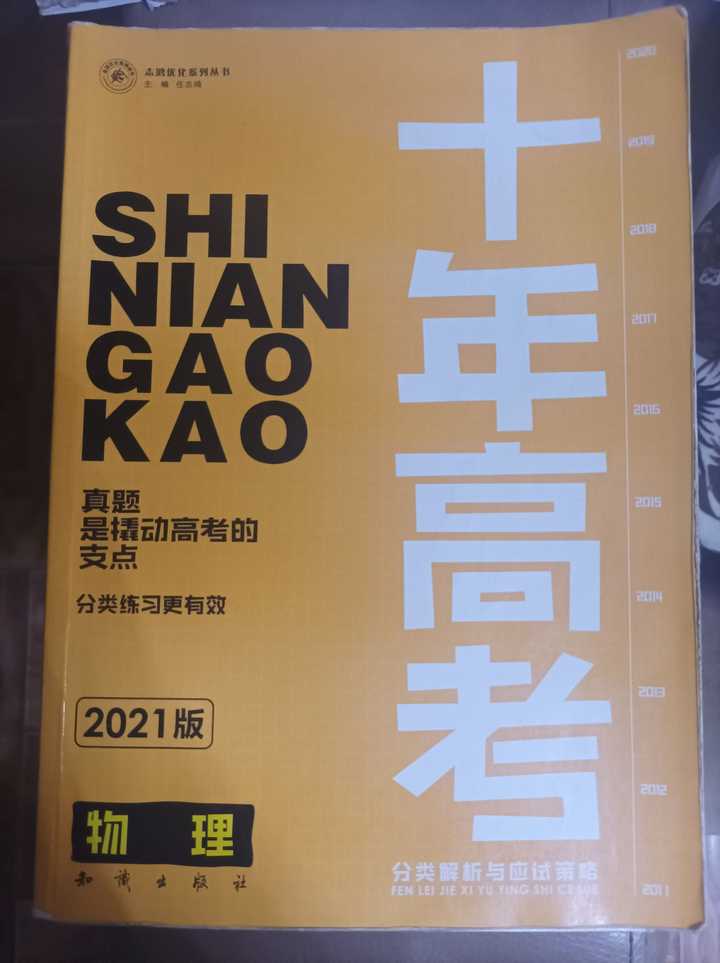 志鸿优化系列丛书
主 编 任志鸿
十年高考
SHI
NIAN
GAO
KAO
真题
是撬动高考的
支点
分类练习更有效
2021版
物 理
知识出版社
分类解析与应试策略
FEN LEI JIE XI YU YING SHI CE LUE
2020
2019
2018
2017
2016
2015
2014
2013
2012
2011